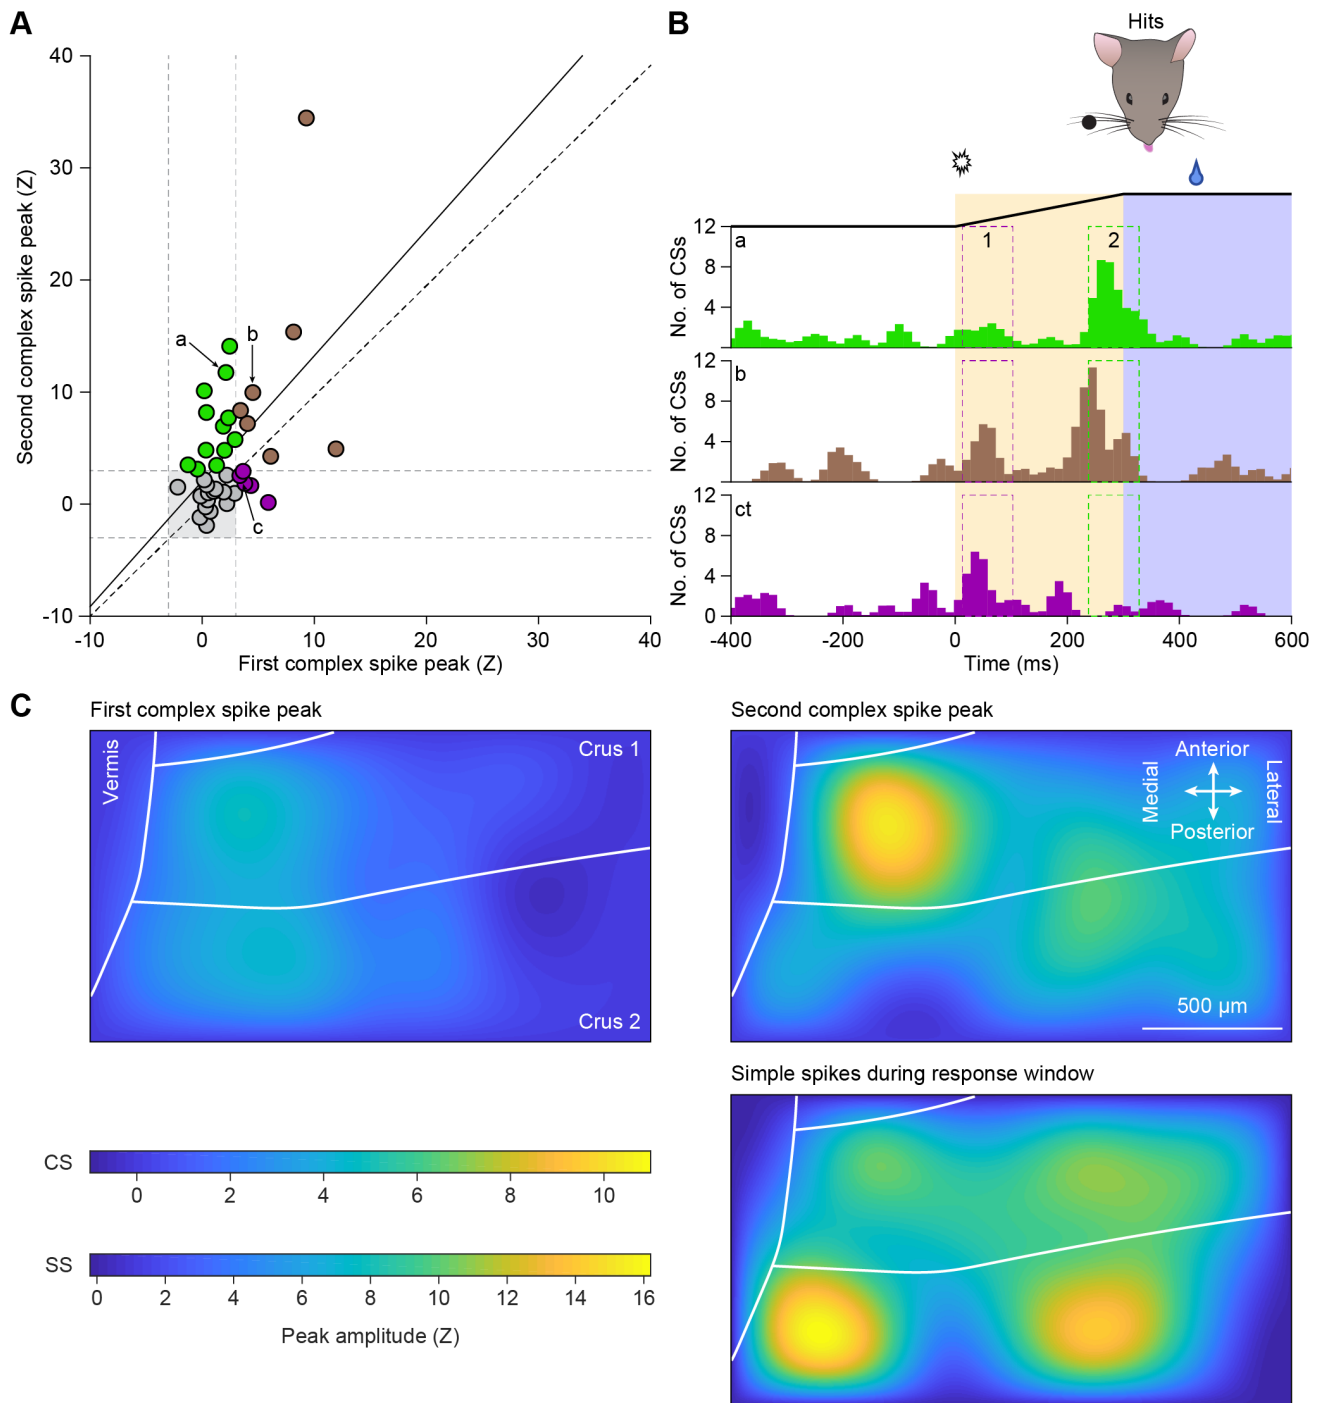 A
40
30
20
10
0
-10
-10
0
10
20
30
40
Second complex spike peak (Z)
First complex spike peak (Z)
a
b
c
B
Hits
12
8
4
No. of CSs
a
1
2
12
8
4
No. of CSs
b
12
8
4
0
No. of CSs
ct
-400
-200
0
200
400
600
Time (ms)
C
First complex spike peak
Vermis
Crus 1
Crus 2
Second complex spike peak
Anterior
Medial
Lateral
Posterior
500 µm
CS
0 2 4 6 8 10
SS
0 2 4 6 8 10 12 14 16
Peak amplitude (Z)
Simple spikes during response window